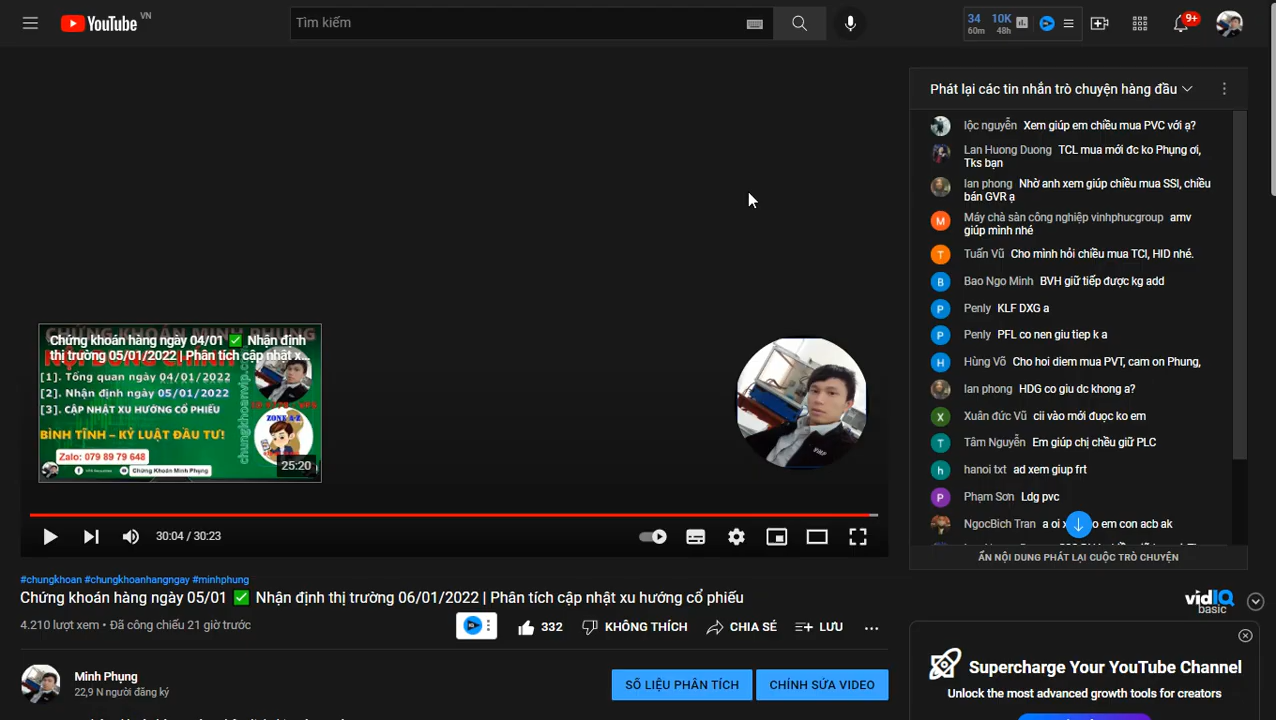 YouTube VN
Tìm kiếm
34 10K
60m 48h
9+
Phát lại các tin nhắn trò chuyện hàng đầu
lộc nguyễn Xem giúp em chiều mua PVC với ạ?
Lan Huong Duong TCL mua mới đc ko Phụng ơi,
Tks bạn
lan phong Nhờ anh xem giúp chiều mua SSI, chiều
bán GVR ạ
M Máy chà sàn công nghiệp vinhphucgroup amv
giúp mình nhé
T Tuấn Vũ Cho mình hỏi chiều mua TCI, HID nhé.
B Bao Ngo Minh BVH giữ tiếp được kg add
P Penly KLF DXG a
P Penly PFL co nen giu tiep k a
H Hùng Võ Cho hoi diem mua PVT, cam on Phung,
lan phong HDG co giu dc khong a?
X Xuân đức Vũ cii vào mới đuọc ko em
T Tâm Nguyễn Em giúp chị chều giữ PLC
h hanoi txt ad xem giup frt
P Phạm Sơn Ldg pvc
NgocBich Tran a oi em con acb ak
ẨN NỘI DUNG PHÁT LẠI CUỘC TRÒ CHUYỆN
CHỨNG KHOÁN MINH PHỤNG
Chứng khoán hàng ngày 04/01 ✅ Nhận định
thị trường 05/01/2022 | Phân tích cập nhật x...
[1]. Tổng quan ngày 04/01/2022
[2]. Nhận định ngày 05/01/2022
[3]. CẬP NHẬT XU HƯỚNG CỔ PHIẾU
ZONE A-Z
BÌNH TĨNH – KỶ LUẬT ĐẦU TƯ!
Zalo: 079 89 79 648
Chứng Khoán Minh Phụng
chungkhoanvip.com
25:20
30:04 / 30:23
#chungkhoan #chungkhoanhangngay #minhphung
Chứng khoán hàng ngày 05/01 ✅ Nhận định thị trường 06/01/2022 | Phân tích cập nhật xu hướng cổ phiếu
4.210 lượt xem • Đã công chiếu 21 giờ trước
332 KHÔNG THÍCH CHIA SẺ LƯU
vidIQ
basic
Minh Phụng
22,9 N người đăng ký
SỐ LIỆU PHÂN TÍCH
CHỈNH SỬA VIDEO
Supercharge Your YouTube Channel
Unlock the most advanced growth tools for creators